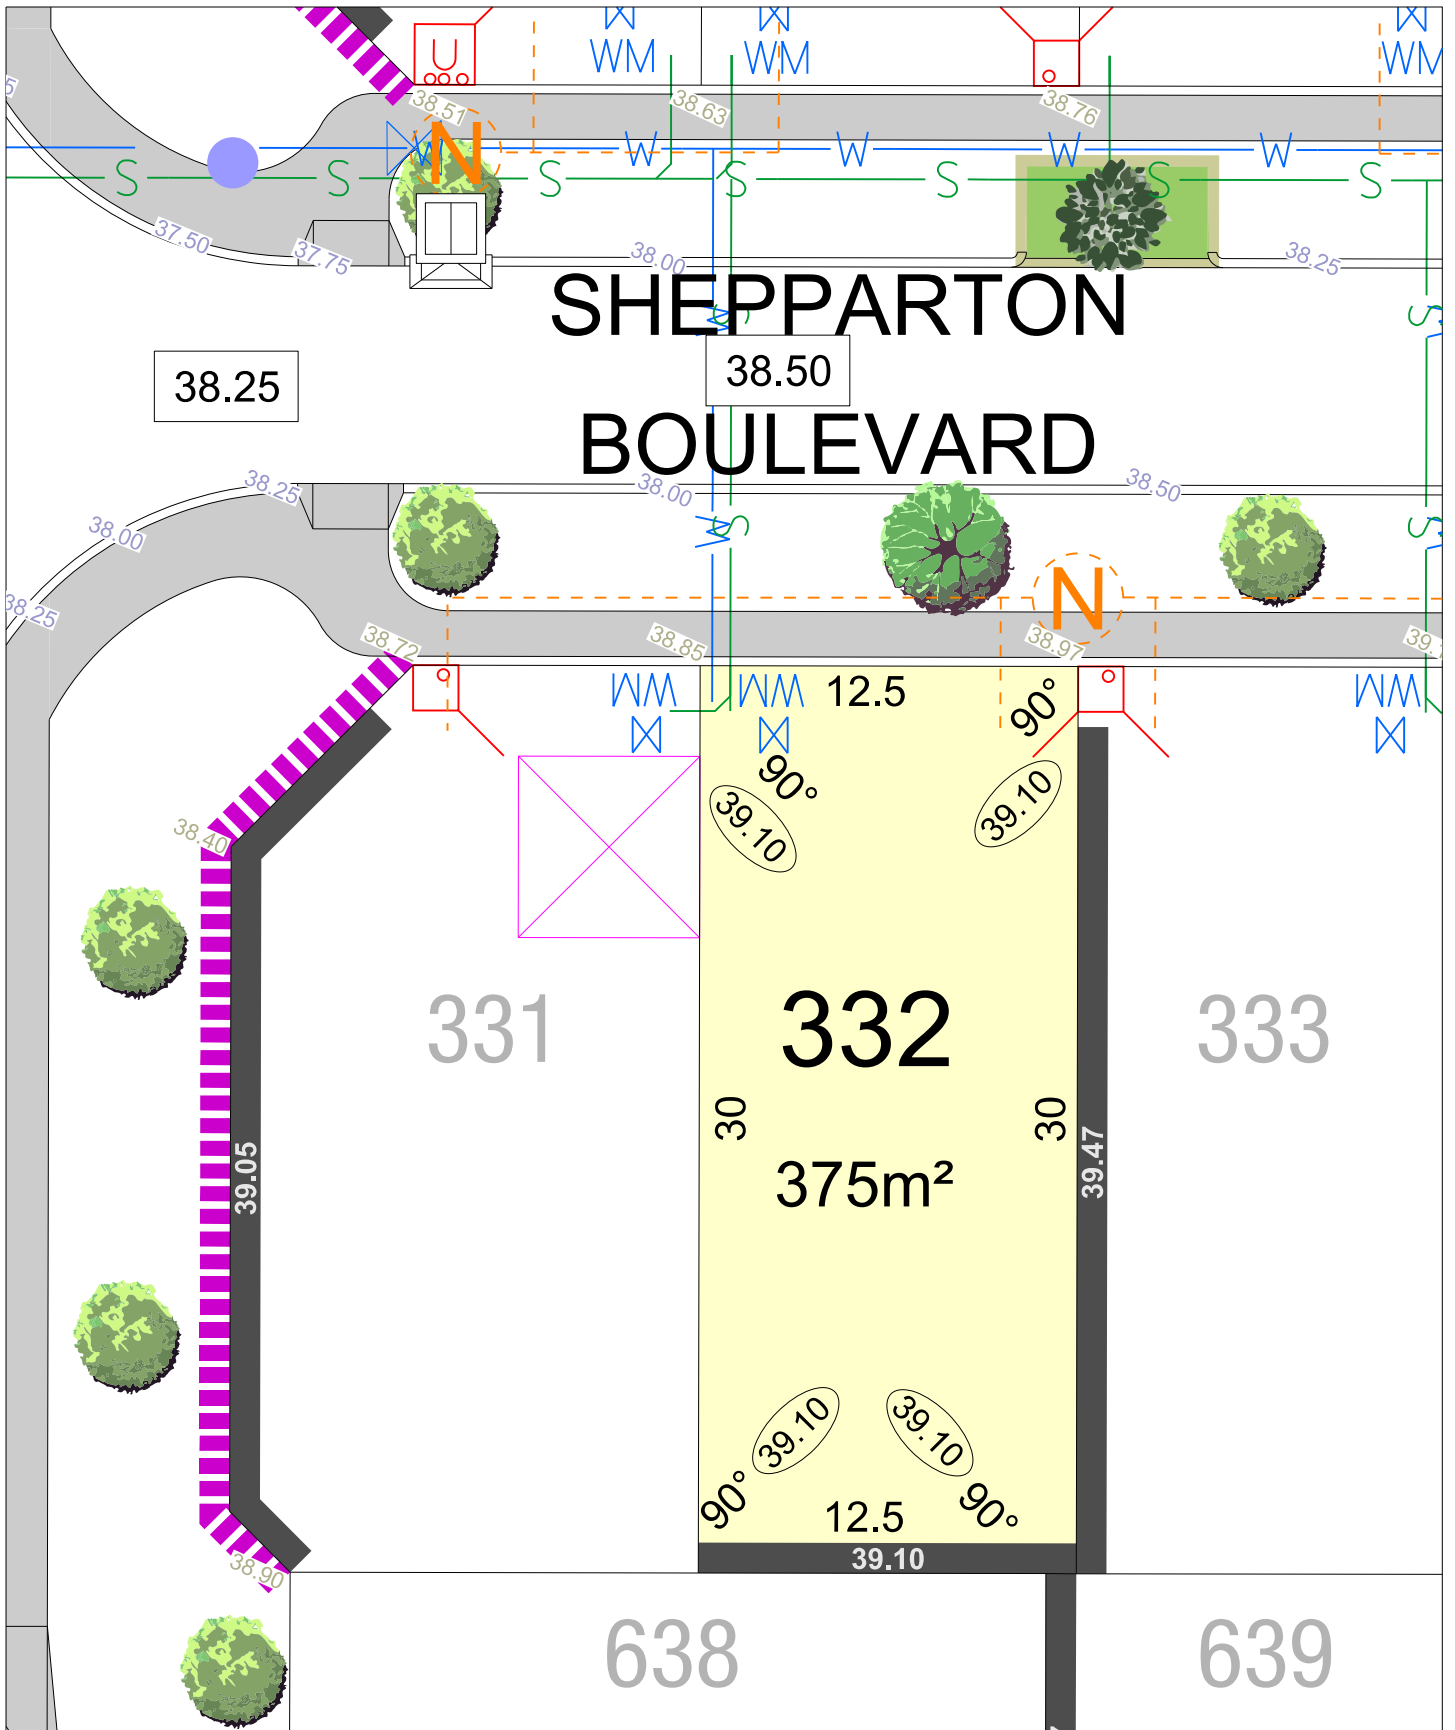 U
WM
WM
WM
38.51
38.63
38.76
N
W
W
W
W
W
S
S
S
S
S
S
S
37.50
37.75
38.00
38.25
SHEPPARTON
W
S
S
38.25
38.50
BOULEVARD
38.25
38.00
38.50
38.00
W
S
S
38.25
N
38.72
38.85
38.97
WM
WM
WM
12.5
90°
90°
39.10
39.10
38.40
331
332
333
30
30
39.05
39.47
375m²
39.10
39.10
90°
90°
12.5
39.10
38.90
638
639